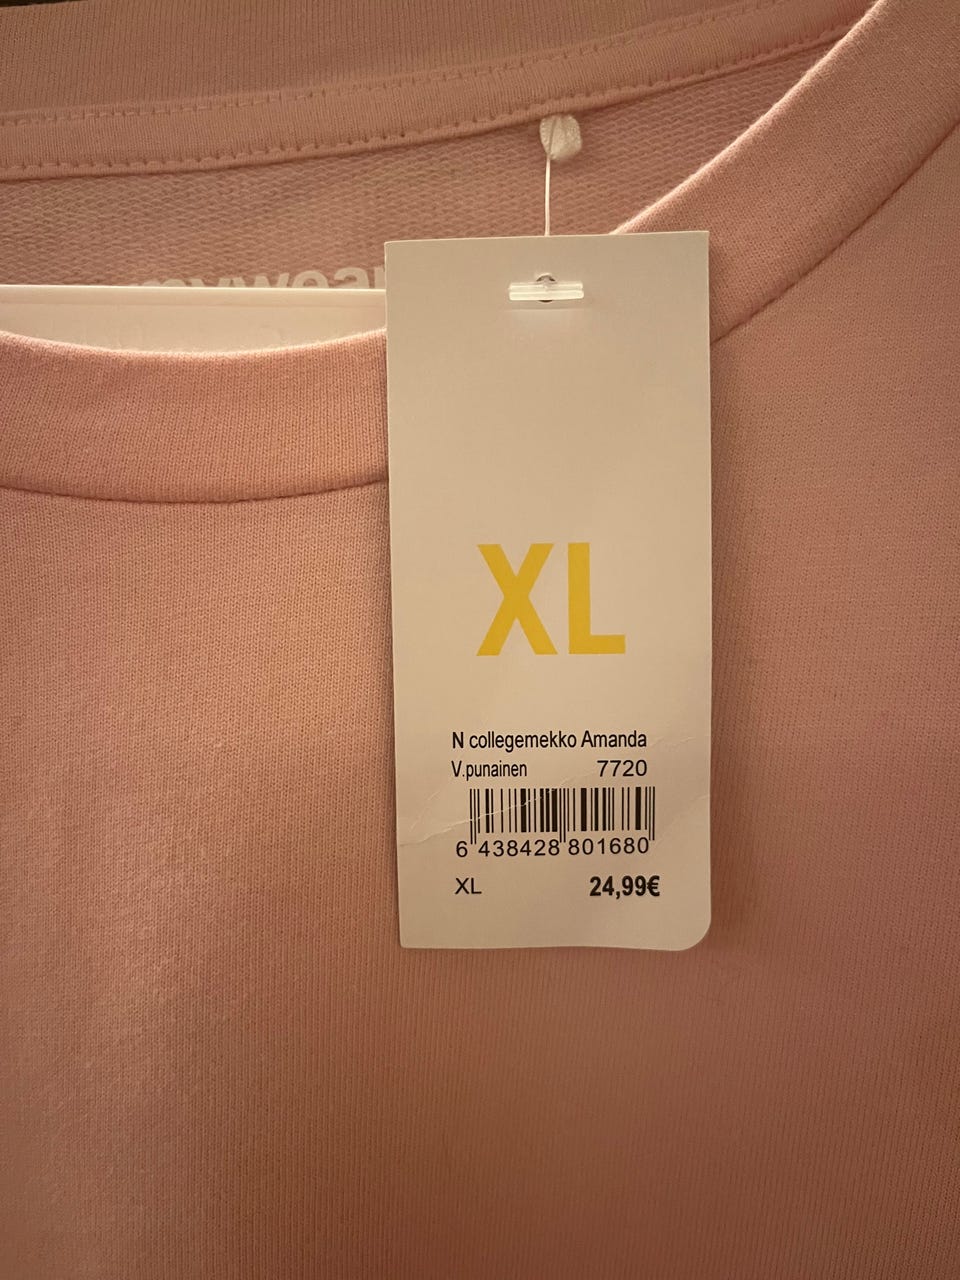 XL
N collegemekko Amanda
V.punainen 7720
6 438428 801680
XL 24,99€